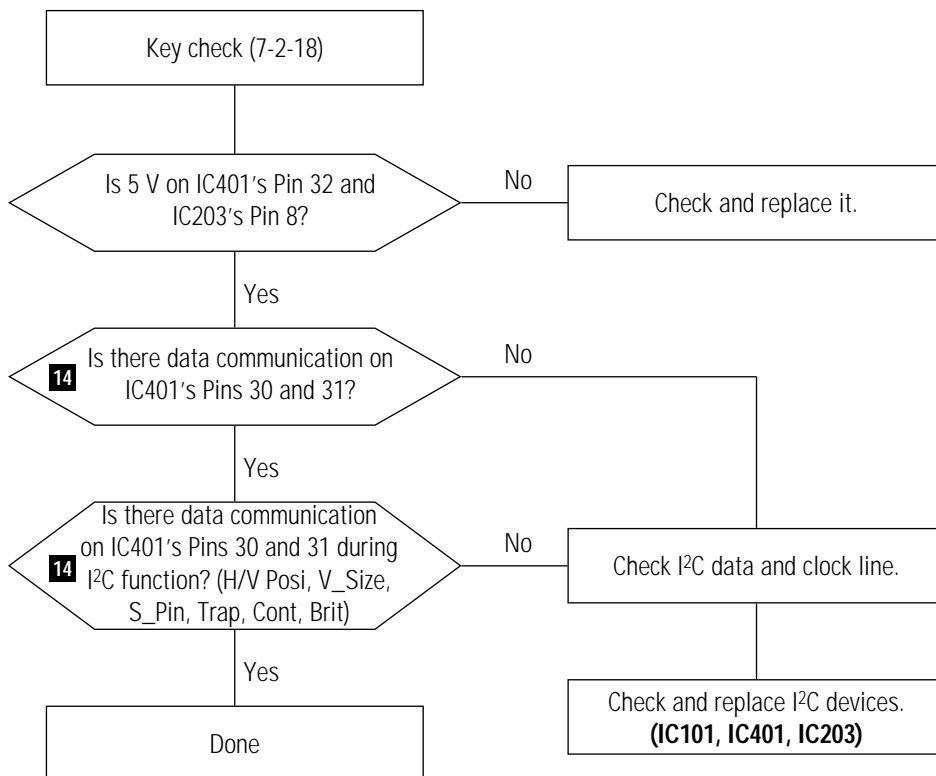 Key check (7-2-18)
Is 5 V on IC401's Pin 32 and
IC203's Pin 8?
No
Check and replace it.
Yes
14
Is there data communication on
IC401's Pins 30 and 31?
No
Yes
Is there data communication
on IC401's Pins 30 and 31 during
14
I²C function? (H/V Posi, V_Size,
S_Pin, Trap, Cont, Brit)
No
Check I²C data and clock line.
Yes
Check and replace I²C devices.
(IC101, IC401, IC203)
Done